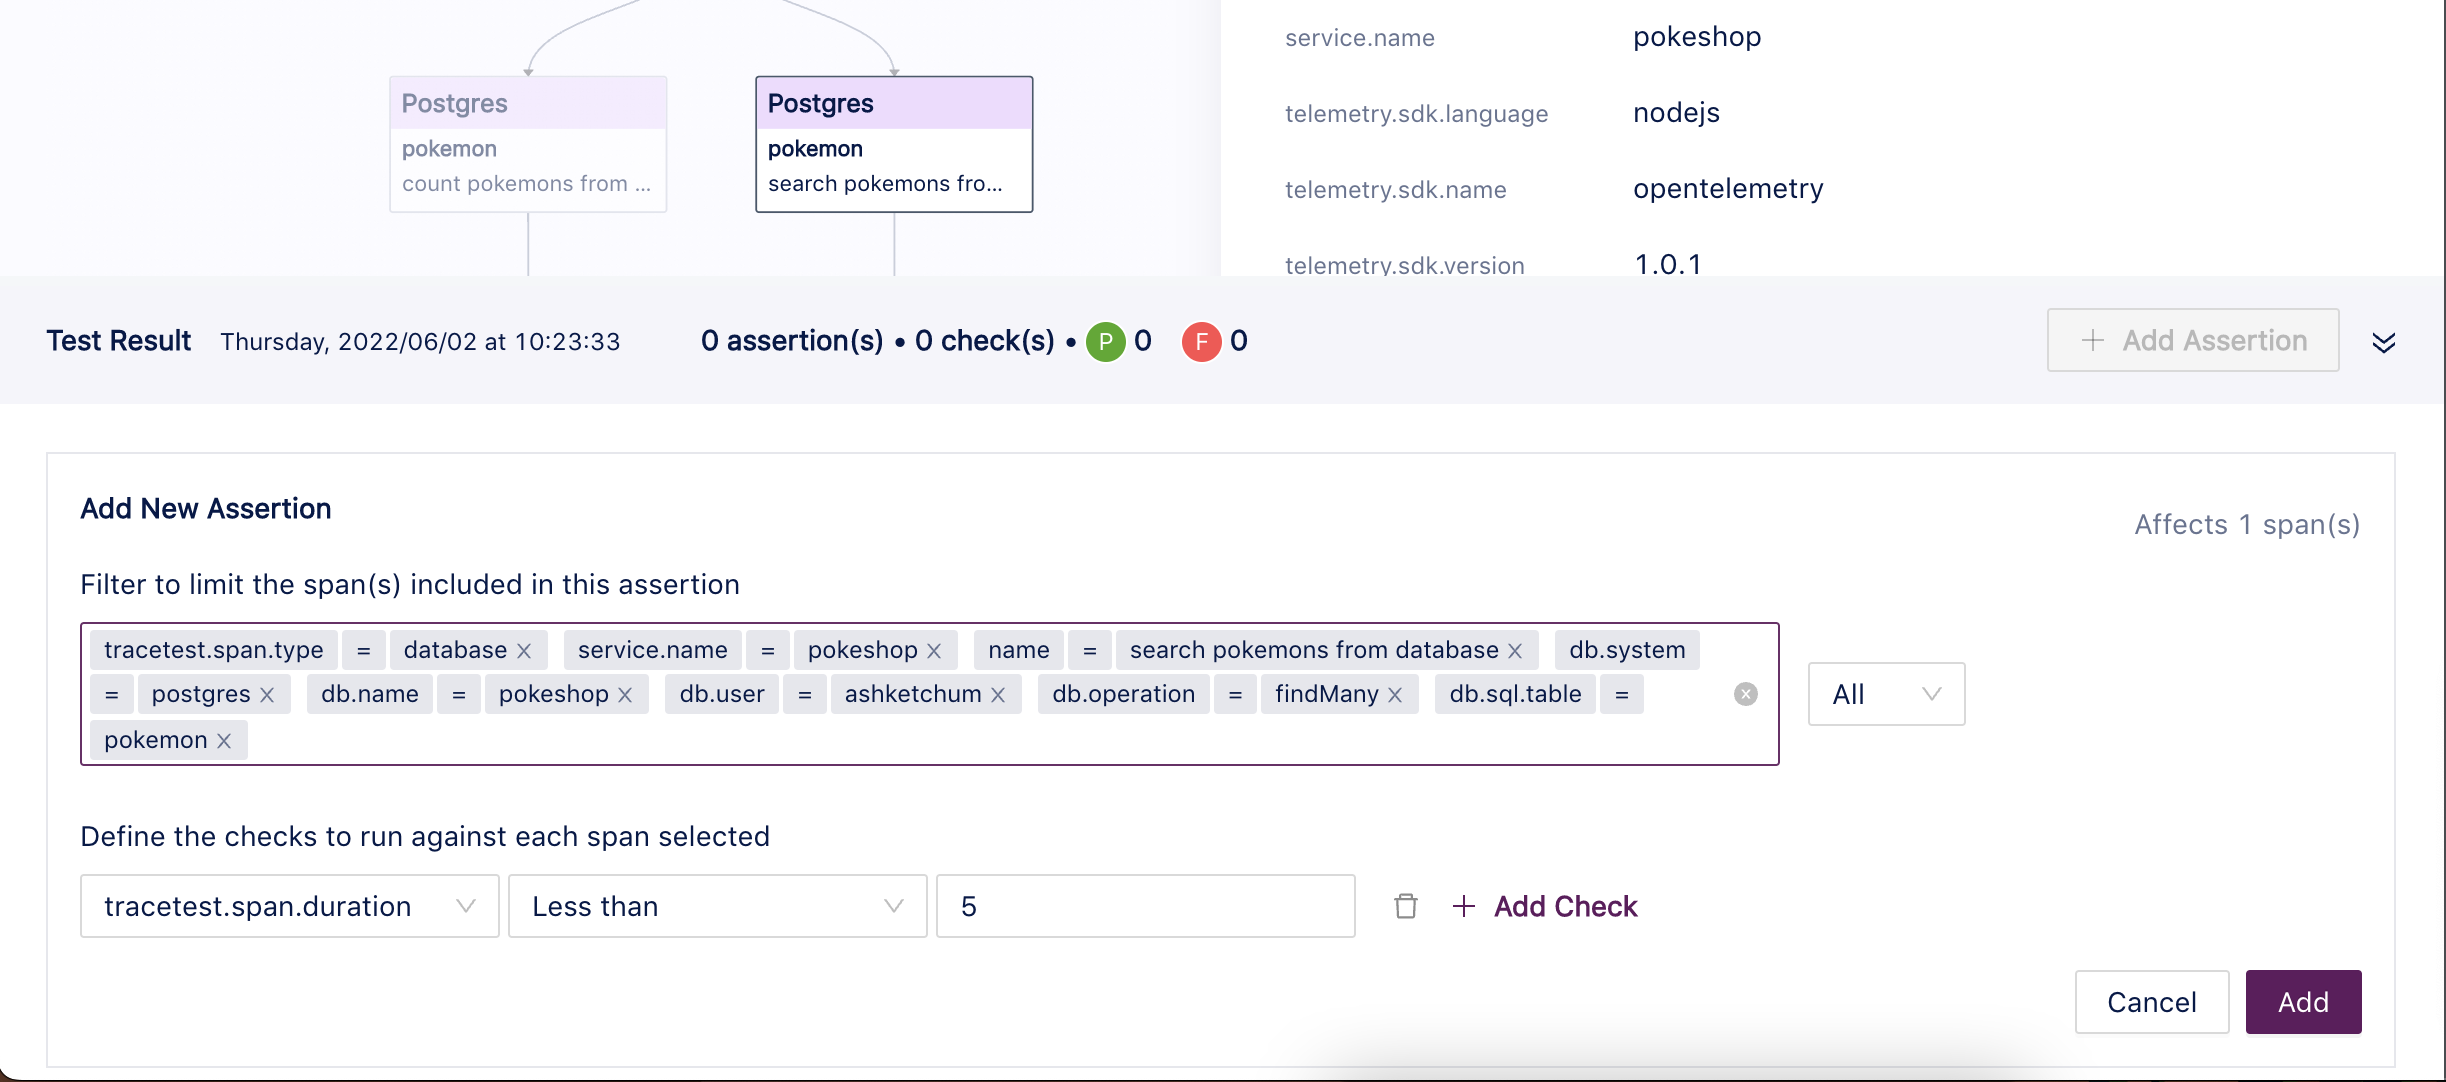 Postgres
pokemon
count pokemons from ...
Postgres
pokemon
search pokemons fro...
service.name pokeshop
telemetry.sdk.language nodejs
telemetry.sdk.name opentelemetry
telemetry.sdk.version 1.0.1
Test Result Thursday, 2022/06/02 at 10:23:33 0 assertion(s) • 0 check(s) • P 0 F 0 + Add Assertion
Add New Assertion
Affects 1 span(s)
Filter to limit the span(s) included in this assertion
tracetest.span.type = database service.name = pokeshop name = search pokemons from database db.system
= postgres db.name = pokeshop db.user = ashketchum db.operation = findMany db.sql.table =
pokemon
All
Define the checks to run against each span selected
tracetest.span.duration Less than 5 + Add Check
Cancel Add